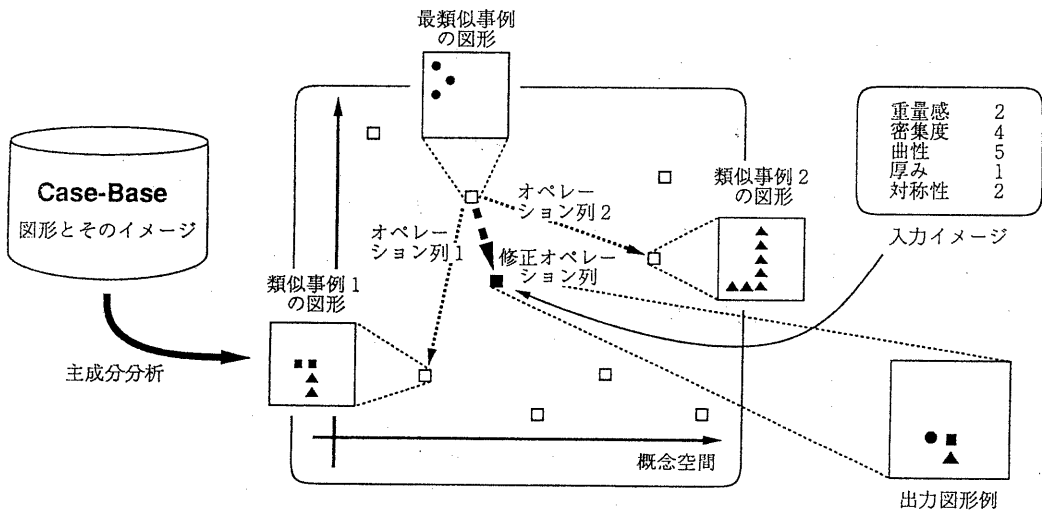 最類似事例
の図形
Case-Base
図形とそのイメージ
主成分分析
オペレー
ション列 1
オペレー
ション列 2
修正オペレー
ション列
類似事例 1
の図形
類似事例 2
の図形
重量感 2
密集度 4
曲性 5
厚み 1
対称性 2
入力イメージ
概念空間
出力図形例